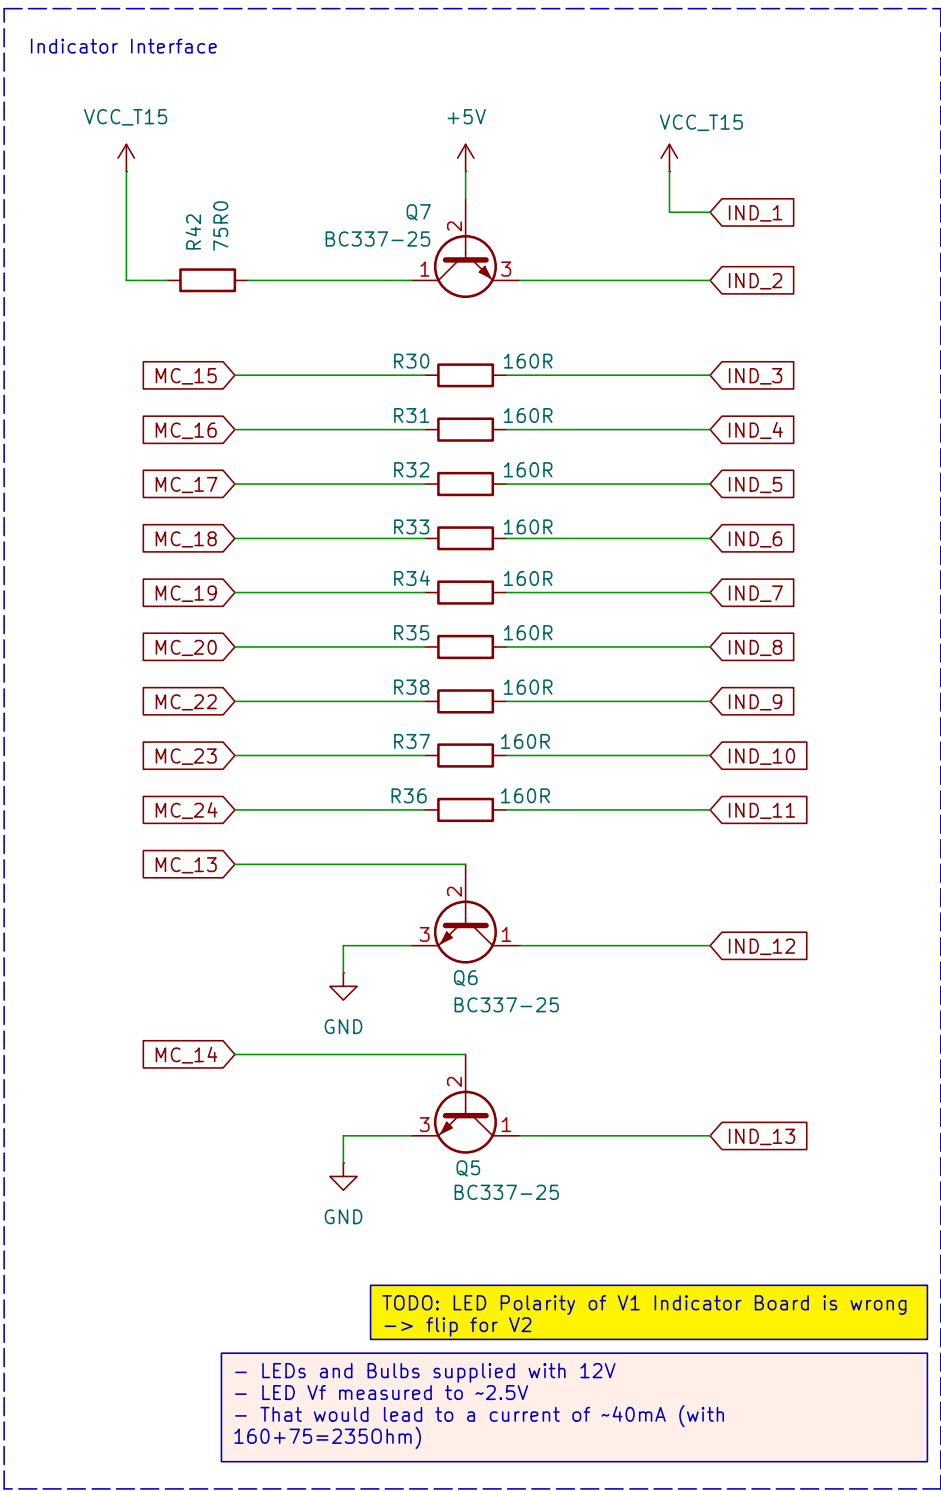 Indicator Interface
VCC_T15
+5V
VCC_T15
R42
75R0
Q7
BC337-25
2
1
3
IND_1
IND_2
MC_15
R30
160R
IND_3
MC_16
R31
160R
IND_4
MC_17
R32
160R
IND_5
MC_18
R33
160R
IND_6
MC_19
R34
160R
IND_7
MC_20
R35
160R
IND_8
MC_22
R38
160R
IND_9
MC_23
R37
160R
IND_10
MC_24
R36
160R
IND_11
MC_13
2
3
1
IND_12
Q6
BC337-25
GND
MC_14
2
3
1
IND_13
Q5
BC337-25
GND
TODO: LED Polarity of V1 Indicator Board is wrong
-> flip for V2
- LEDs and Bulbs supplied with 12V
- LED Vf measured to ~2.5V
- That would lead to a current of ~40mA (with
160+75=235Ohm)